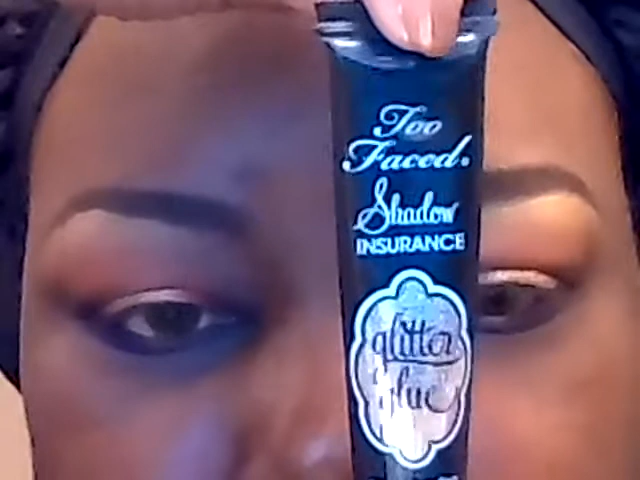 Too
Faced.
Shadow
INSURANCE
glitter
glue